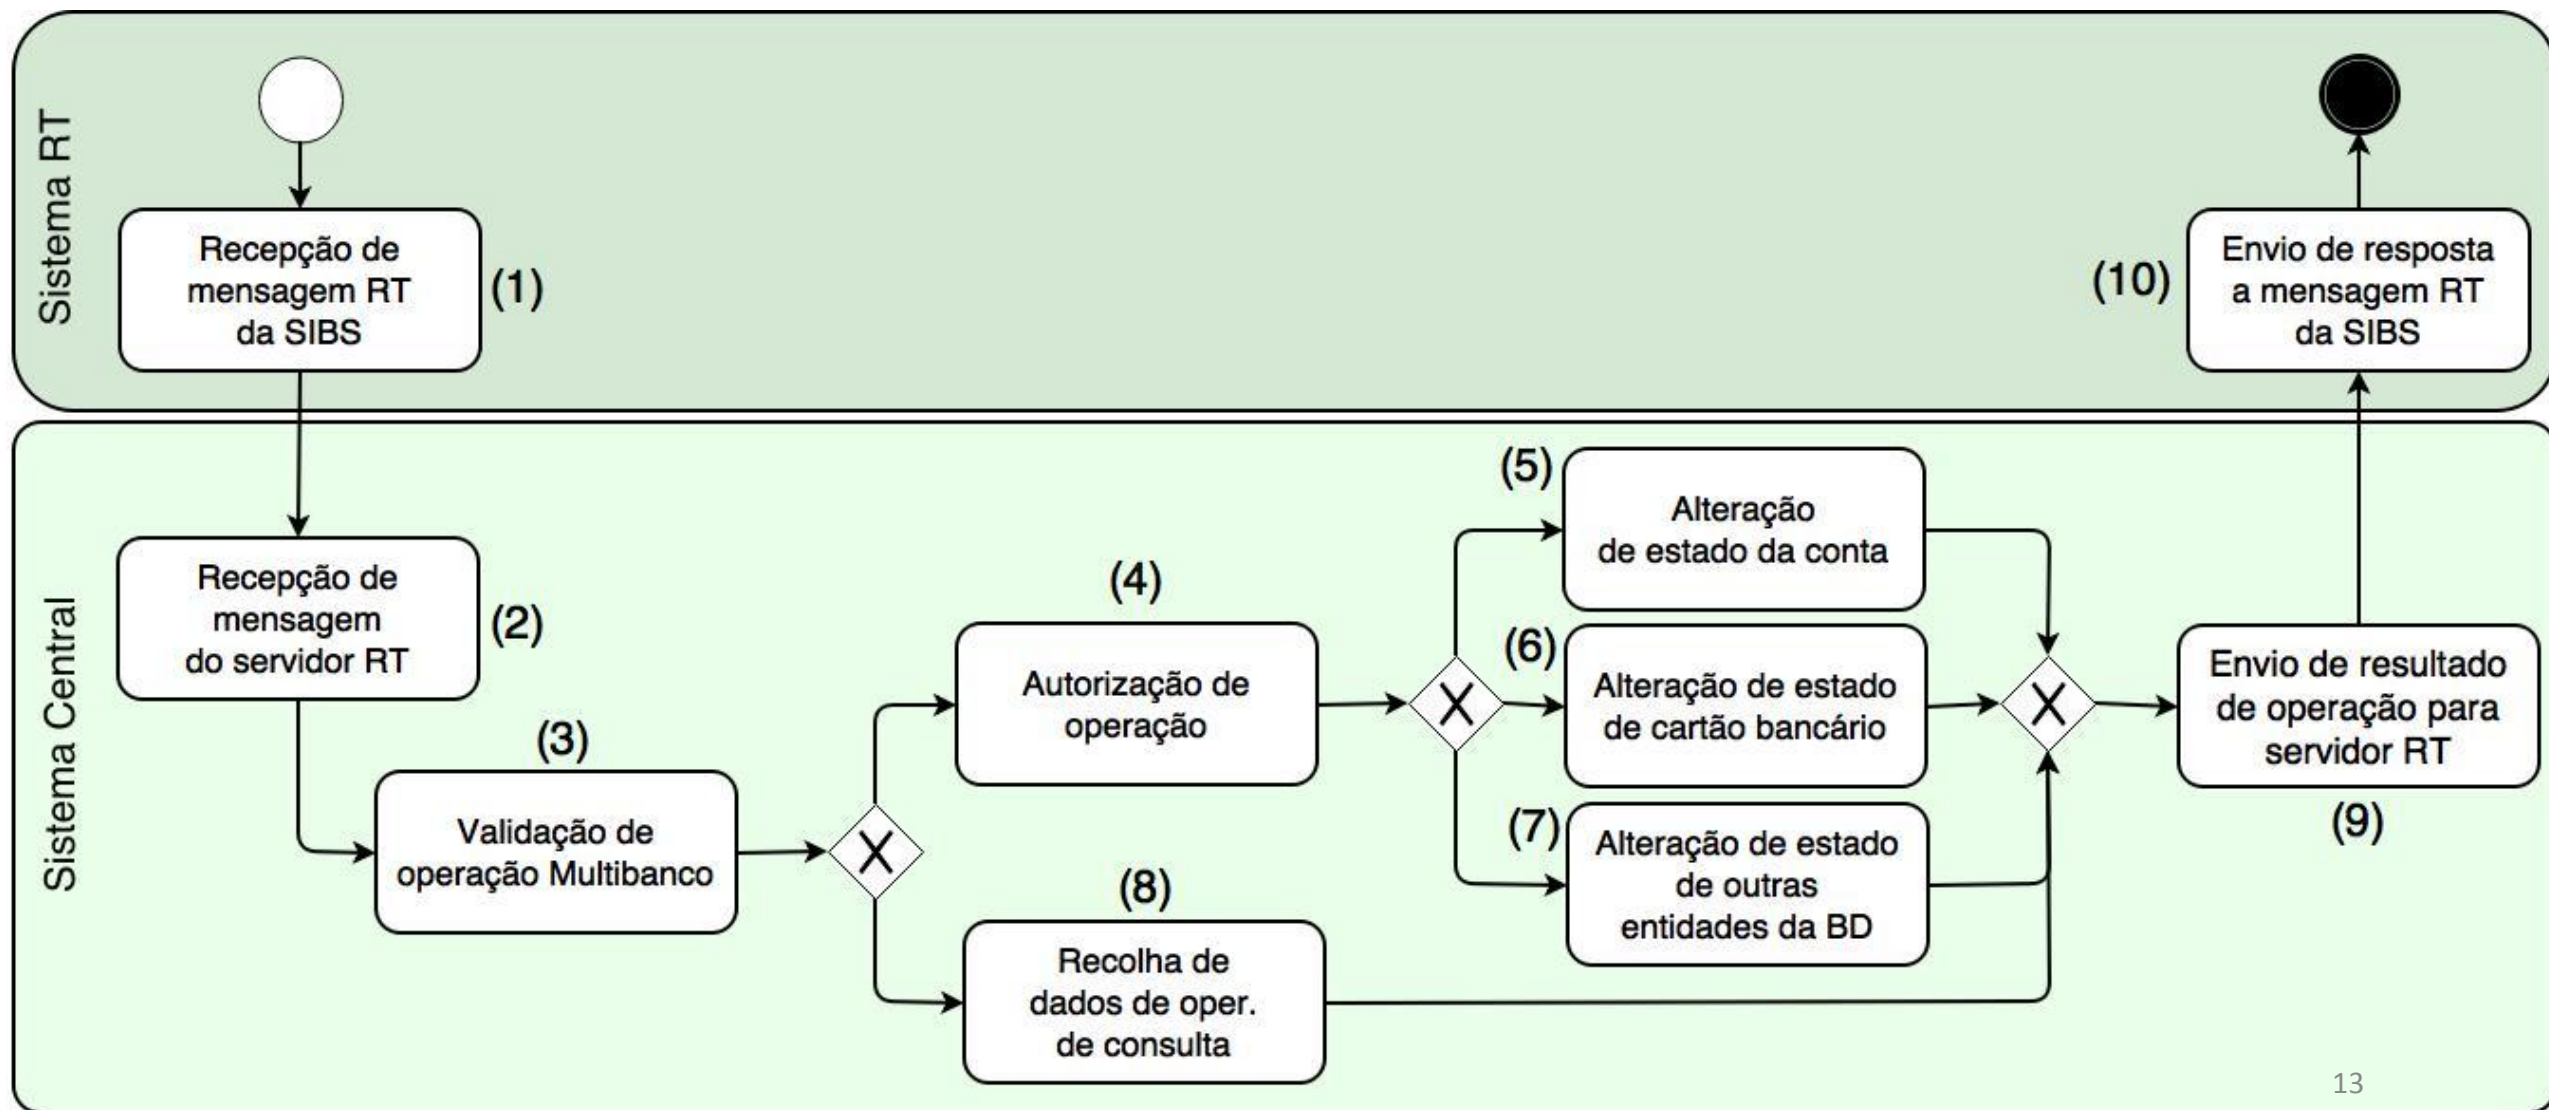 Sistema RT
Recepção de
mensagem RT
da SIBS
(1)
(10)
Envio de resposta
a mensagem RT
da SIBS
Sistema Central
Recepção de
mensagem
do servidor RT
(2)
(3)
Validação de
operação Multibanco
(4)
Autorização de
operação
(5)
Alteração
de estado da conta
(6)
Alteração de estado
de cartão bancário
(7)
Alteração de estado
de outras
entidades da BD
(8)
Recolha de
dados de oper.
de consulta
Envio de resultado
de operação para
servidor RT
(9)
13